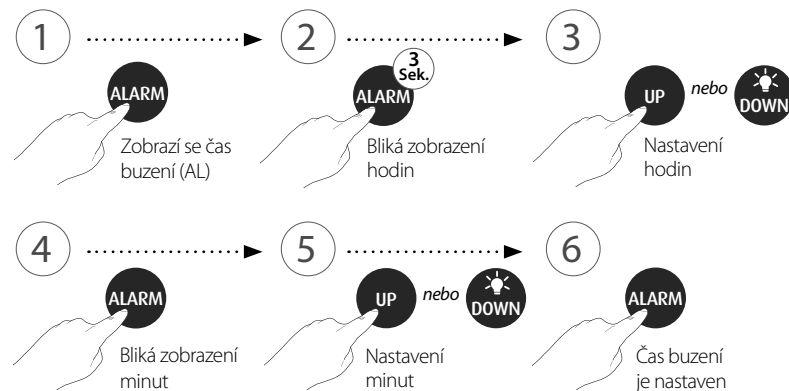 1
2
3
ALARM
Zobrazí se čas
buzení (AL)
3
Sek.
ALARM
Bliká zobrazení
hodin
UP nebo DOWN
Nastavení
hodin
4
5
6
ALARM
Bliká zobrazení
minut
UP nebo DOWN
Nastavení
minut
ALARM
Čas buzení
je nastaven